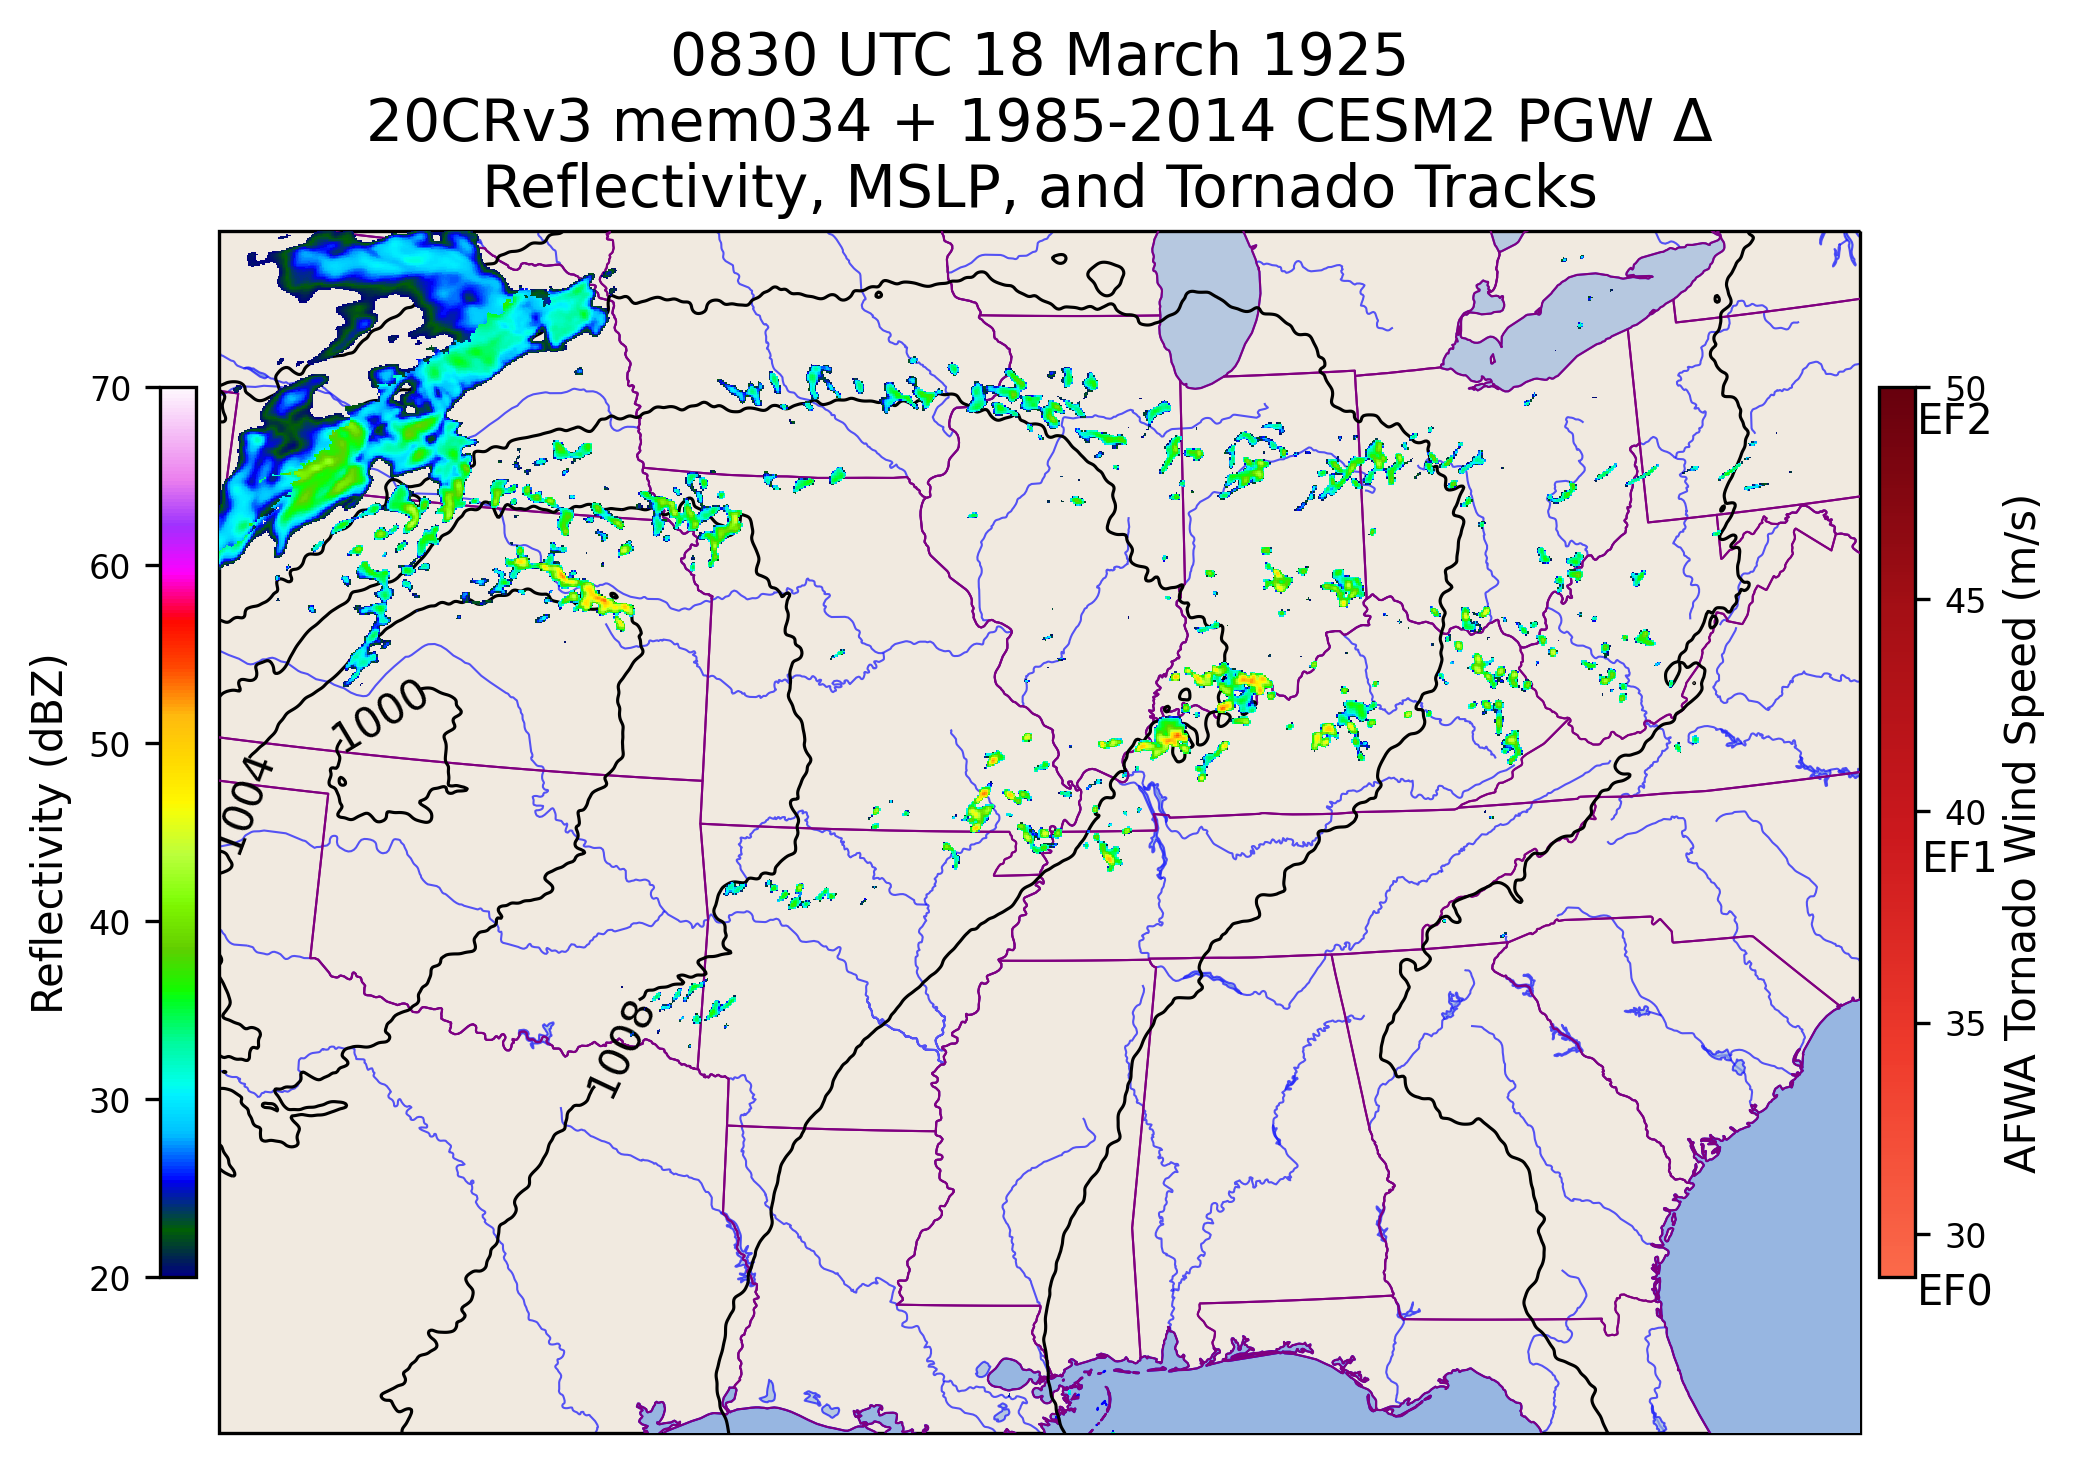 0830 UTC 18 March 1925
20CRv3 mem034 + 1985-2014 CESM2 PGW Δ
Reflectivity, MSLP, and Tornado Tracks
70
60
50
40
30
20
Reflectivity (dBZ)
1000
1004
1008
50
EF2
45
40
EF1
35
30
EF0
AFWA Tornado Wind Speed (m/s)